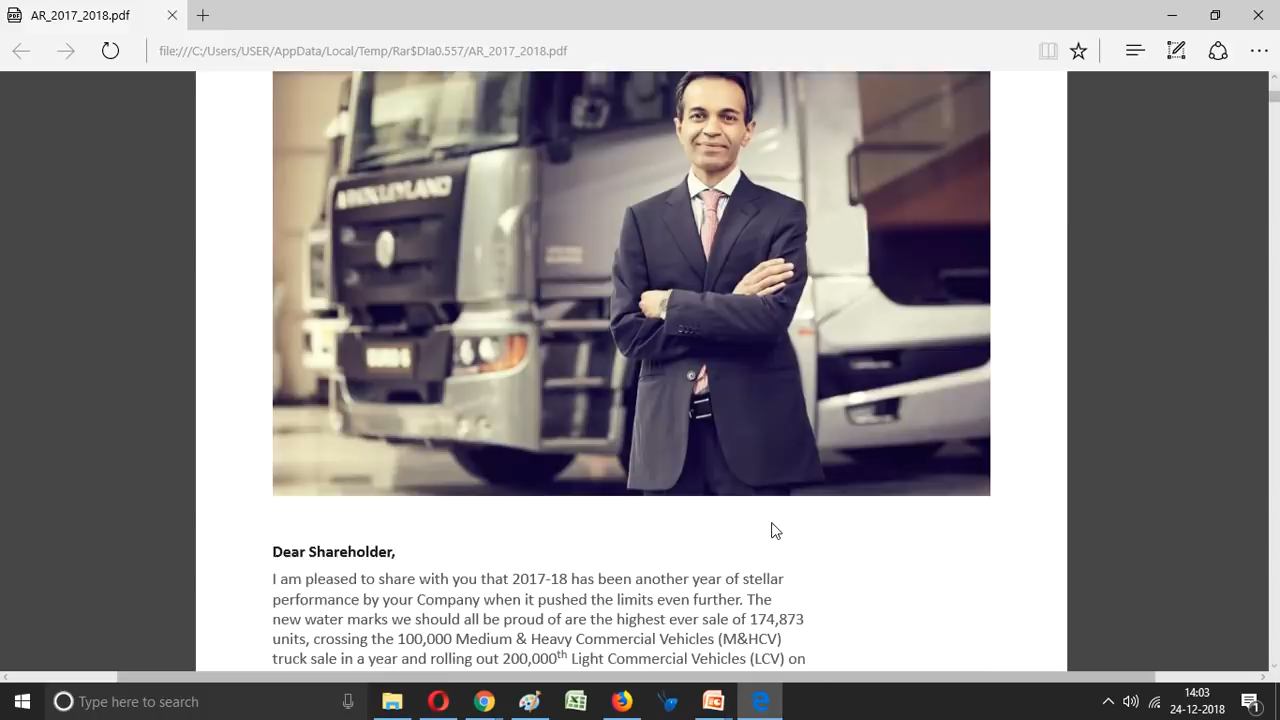 AR_2017_2018.pdf
file:///C:/Users/USER/AppData/Local/Temp/Rar$DIa0.557/AR_2017_2018.pdf
LEYLAND
Dear Shareholder,
I am pleased to share with you that 2017-18 has been another year of stellar
performance by your Company when it pushed the limits even further. The
new water marks we should all be proud of are the highest ever sale of 174,873
units, crossing the 100,000 Medium & Heavy Commercial Vehicles (M&HCV)
truck sale in a year and rolling out 200,000th Light Commercial Vehicles (LCV) on
Type here to search
14:03
24-12-2018
1